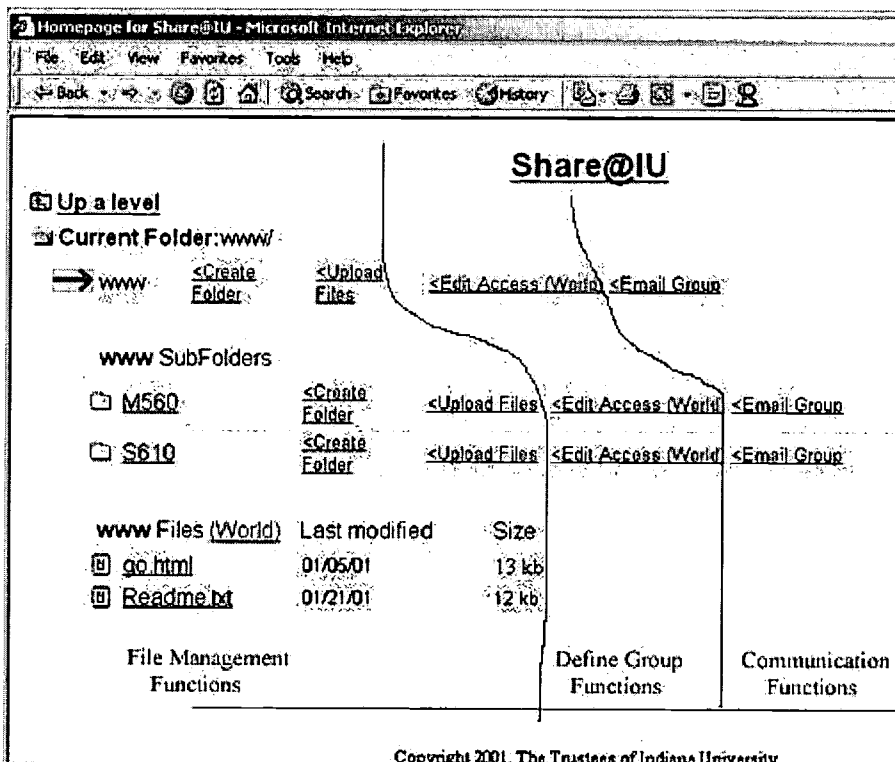 Homepage for Share@IU - Microsoft Internet Explorer
File Edit View Favorites Tools Help
Back Search Favorites History
Share@IU
Up a level
Current Folder:www/
www <Create Folder <Upload Files <Edit Access (World) <Email Group
www SubFolders
M560 <Create Folder <Upload Files <Edit Access (World) <Email Group
S610 <Create Folder <Upload Files <Edit Access (World) <Email Group
www Files (World) Last modified Size
go.html 01/05/01 13 kb
Readme.txt 01/21/01 12 kb
File Management Functions
Define Group Functions
Communication Functions
Copyright 2001, The Trustees of Indiana University